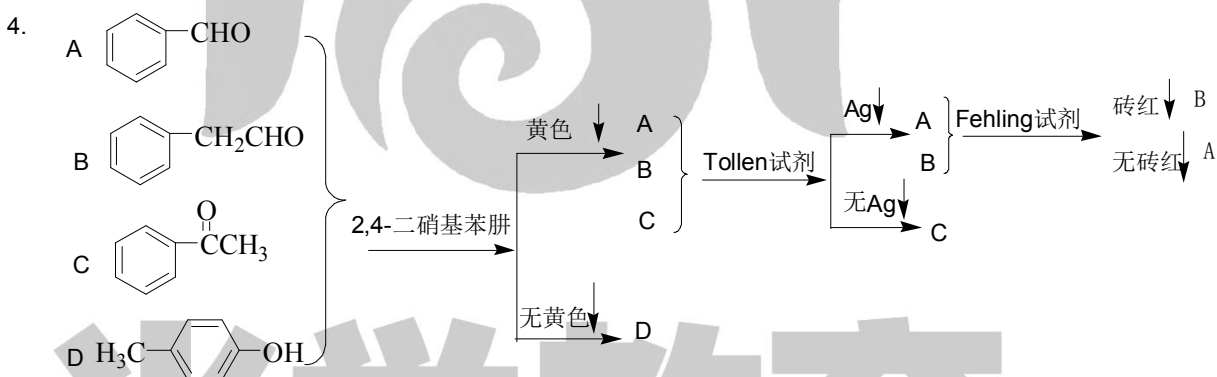 4.
A CHO
B CH2CHO
C O
CCH3
D H3C OH
2,4-二硝基苯肼
黄色
A
B
C
无黄色
D
Tollen试剂
Ag
A
B
无Ag
C
Fehling试剂
砖红 B
无砖红 A